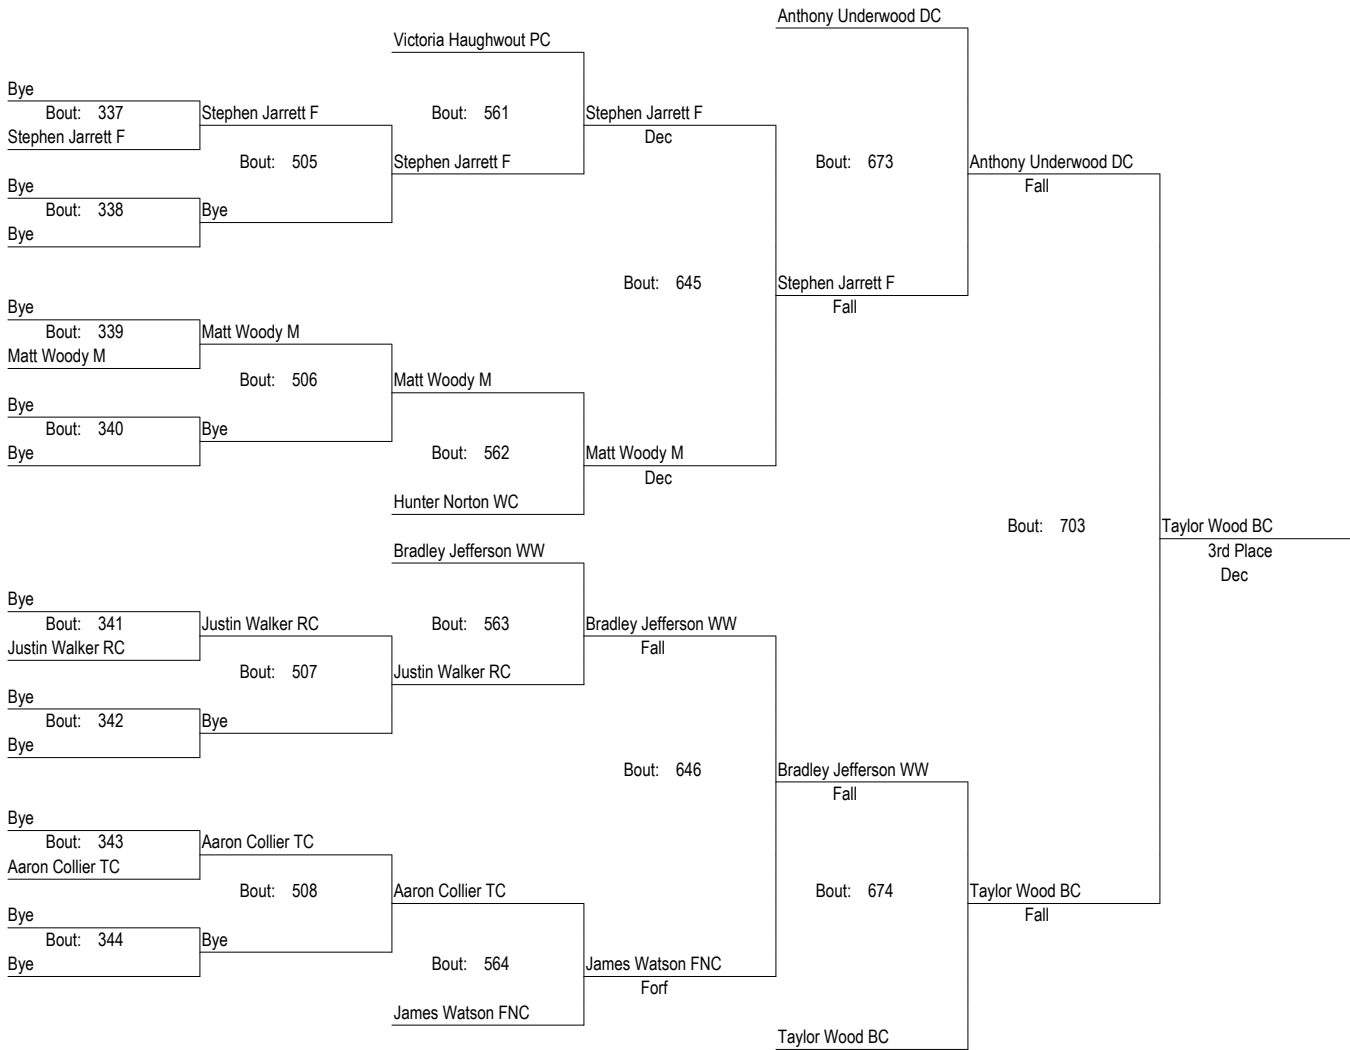 Anthony Underwood DC
Victoria Haughwout PC
Bye
Bout: 337
Stephen Jarrett F
Bout: 561
Stephen Jarrett F
Stephen Jarrett F
Dec
Bout: 505
Stephen Jarrett F
Bout: 673
Anthony Underwood DC
Bye
Fall
Bout: 338
Bye
Bye
Bout: 645
Stephen Jarrett F
Bye
Fall
Bout: 339
Matt Woody M
Matt Woody M
Bout: 506
Matt Woody M
Bye
Bout: 340
Bye
Bye
Bout: 562
Matt Woody M
Dec
Hunter Norton WC
Bout: 703
Taylor Wood BC
Bradley Jefferson WW
3rd Place
Dec
Bye
Bout: 341
Justin Walker RC
Bout: 563
Bradley Jefferson WW
Justin Walker RC
Fall
Bout: 507
Justin Walker RC
Bye
Bout: 342
Bye
Bye
Bout: 646
Bradley Jefferson WW
Fall
Bye
Bout: 343
Aaron Collier TC
Aaron Collier TC
Bout: 508
Aaron Collier TC
Bout: 674
Taylor Wood BC
Bye
Fall
Bout: 344
Bye
Bye
Bout: 564
James Watson FNC
Forf
James Watson FNC
Taylor Wood BC